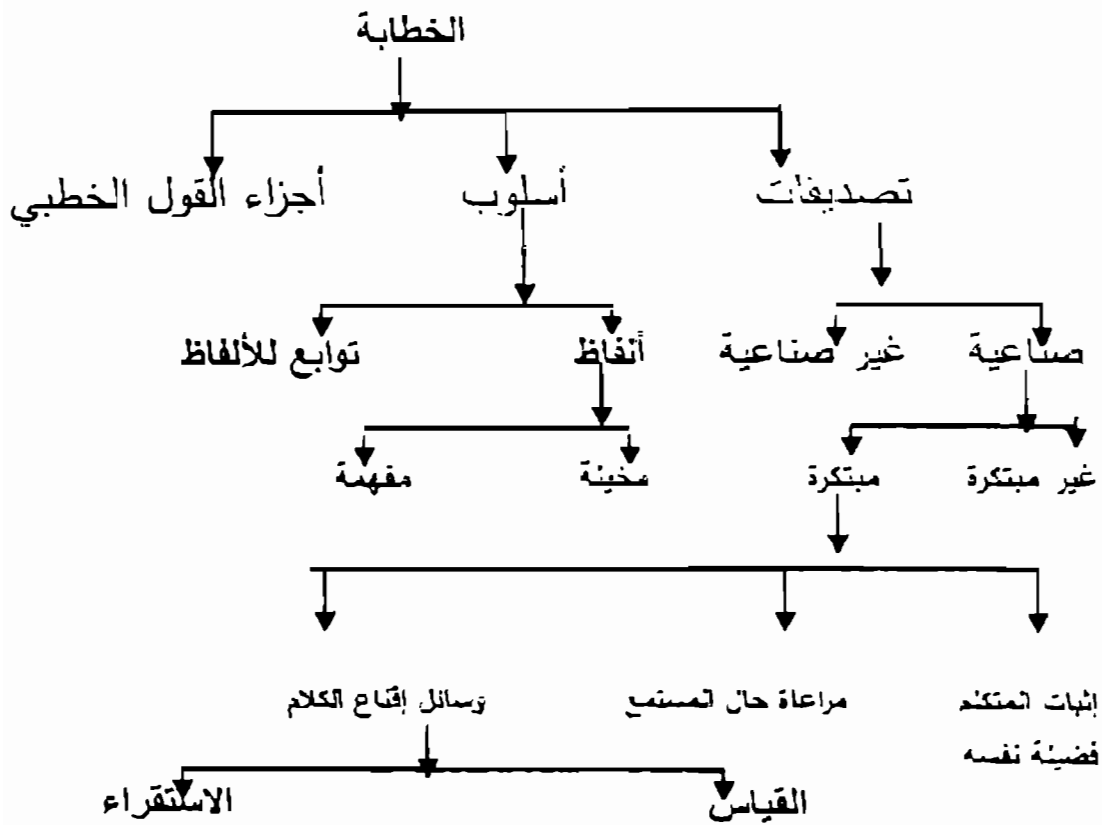 الخطابة
تصديقات
أسلوب
أجزاء القول الخطبي
صناعية
غير صناعية
ألفاظ
توابع للألفاظ
غير مبتكرة
مبتكرة
مخيلة
مفهمة
إثبات المتكلم
فضيلة نفسه
مراعاة حال المستمع
وسائل إقناع الكلام
القياس
الاستقراء